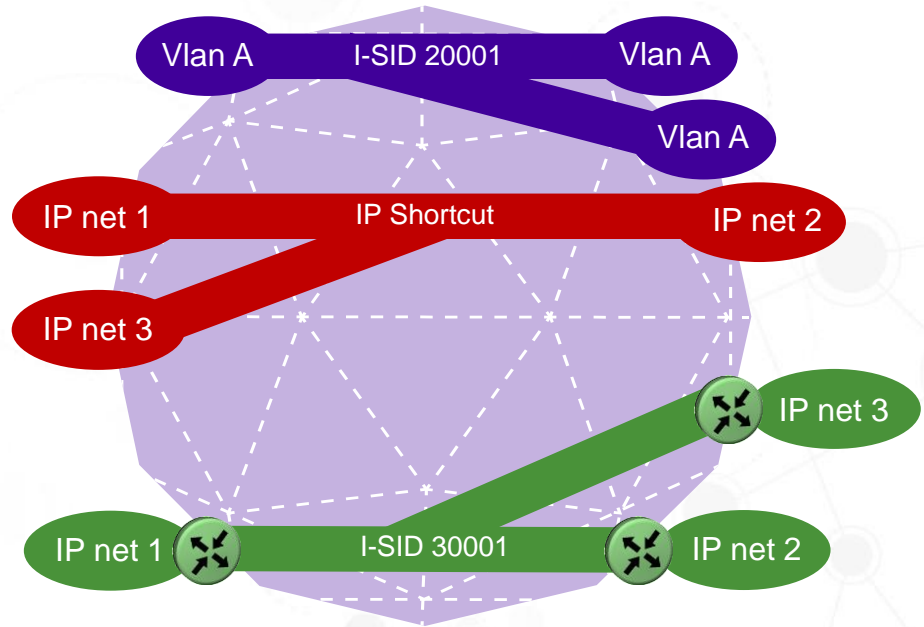 Vlan A
I-SID 20001
Vlan A
Vlan A
IP net 1
IP Shortcut
IP net 2
IP net 3
IP net 3
IP net 1
I-SID 30001
IP net 2